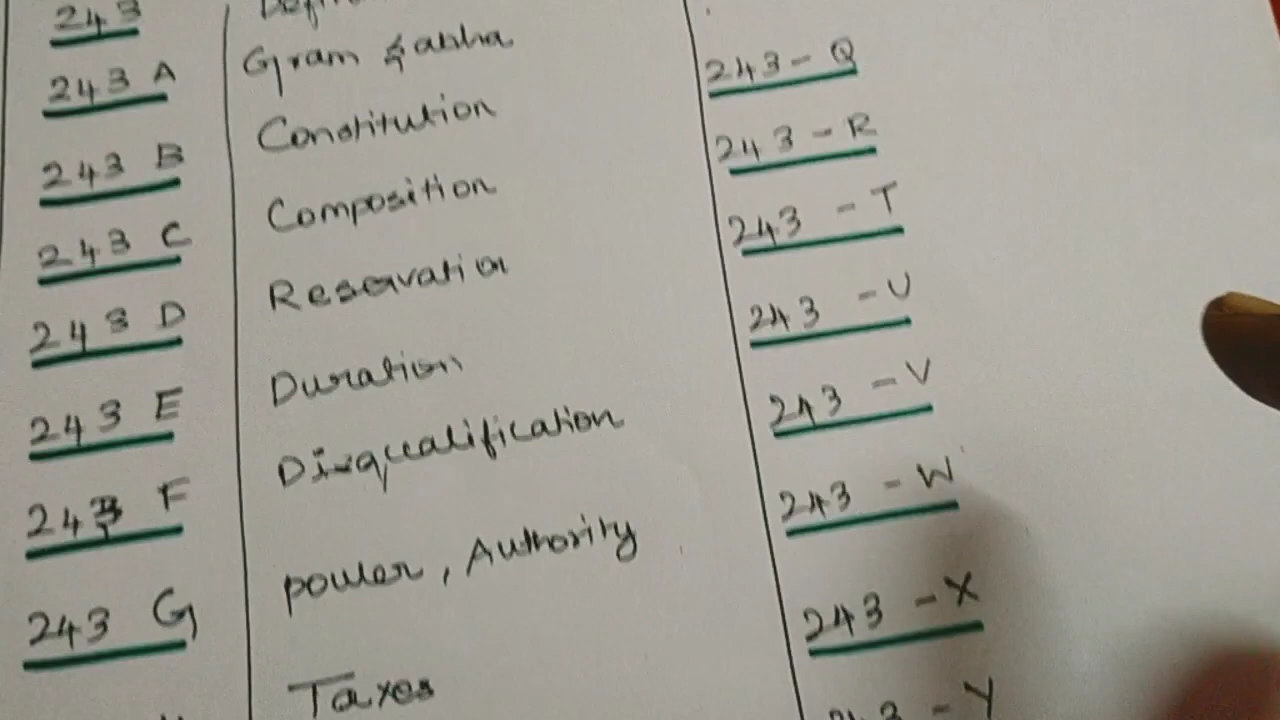 243
243 A Gram Sabha
243 B Constitution
243 C Composition
243 D Reservation
243 E Duration
243 F Disqualification
243 G Power, Authority
Taxes
243 - Q
243 - R
243 - T
243 - U
243 - V
243 - W
243 - X
243 - Y